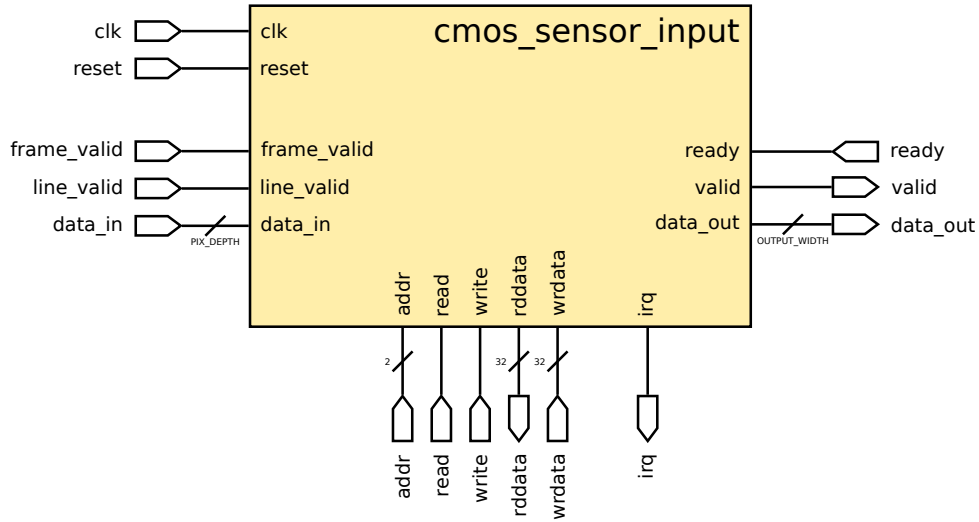 cmos_sensor_input
clk clk
reset reset
frame_valid frame_valid ready ready
line_valid line_valid valid valid
data_in data_in data_out data_out
PIX_DEPTH OUTPUT_WIDTH
addr read write rddata wrdata irq
2 32 32
addr read write rddata wrdata irq